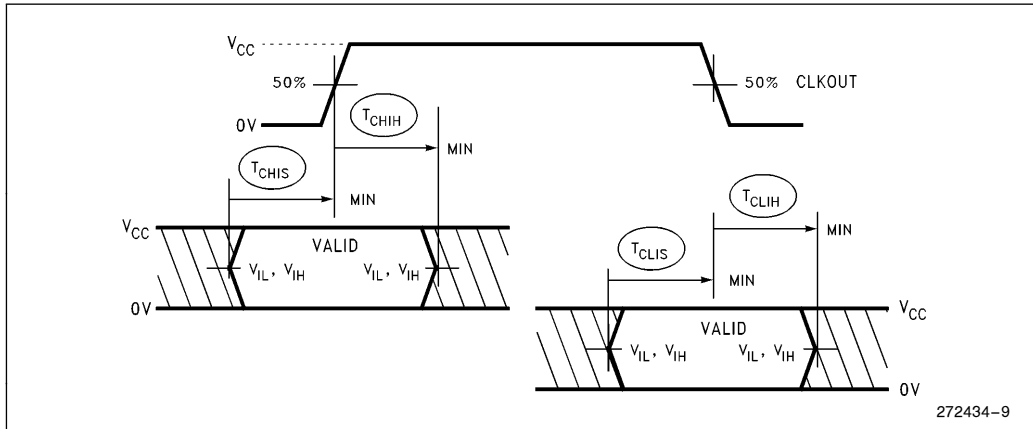 VCC
50%
50% CLKOUT
0V
TCHIH
MIN
TCHIS
MIN
VCC
VALID
VIL, VIH VIL, VIH
0V
TCLIH
MIN
TCLIS
MIN
VCC
VALID
VIL, VIH VIL, VIH
0V
272434-9